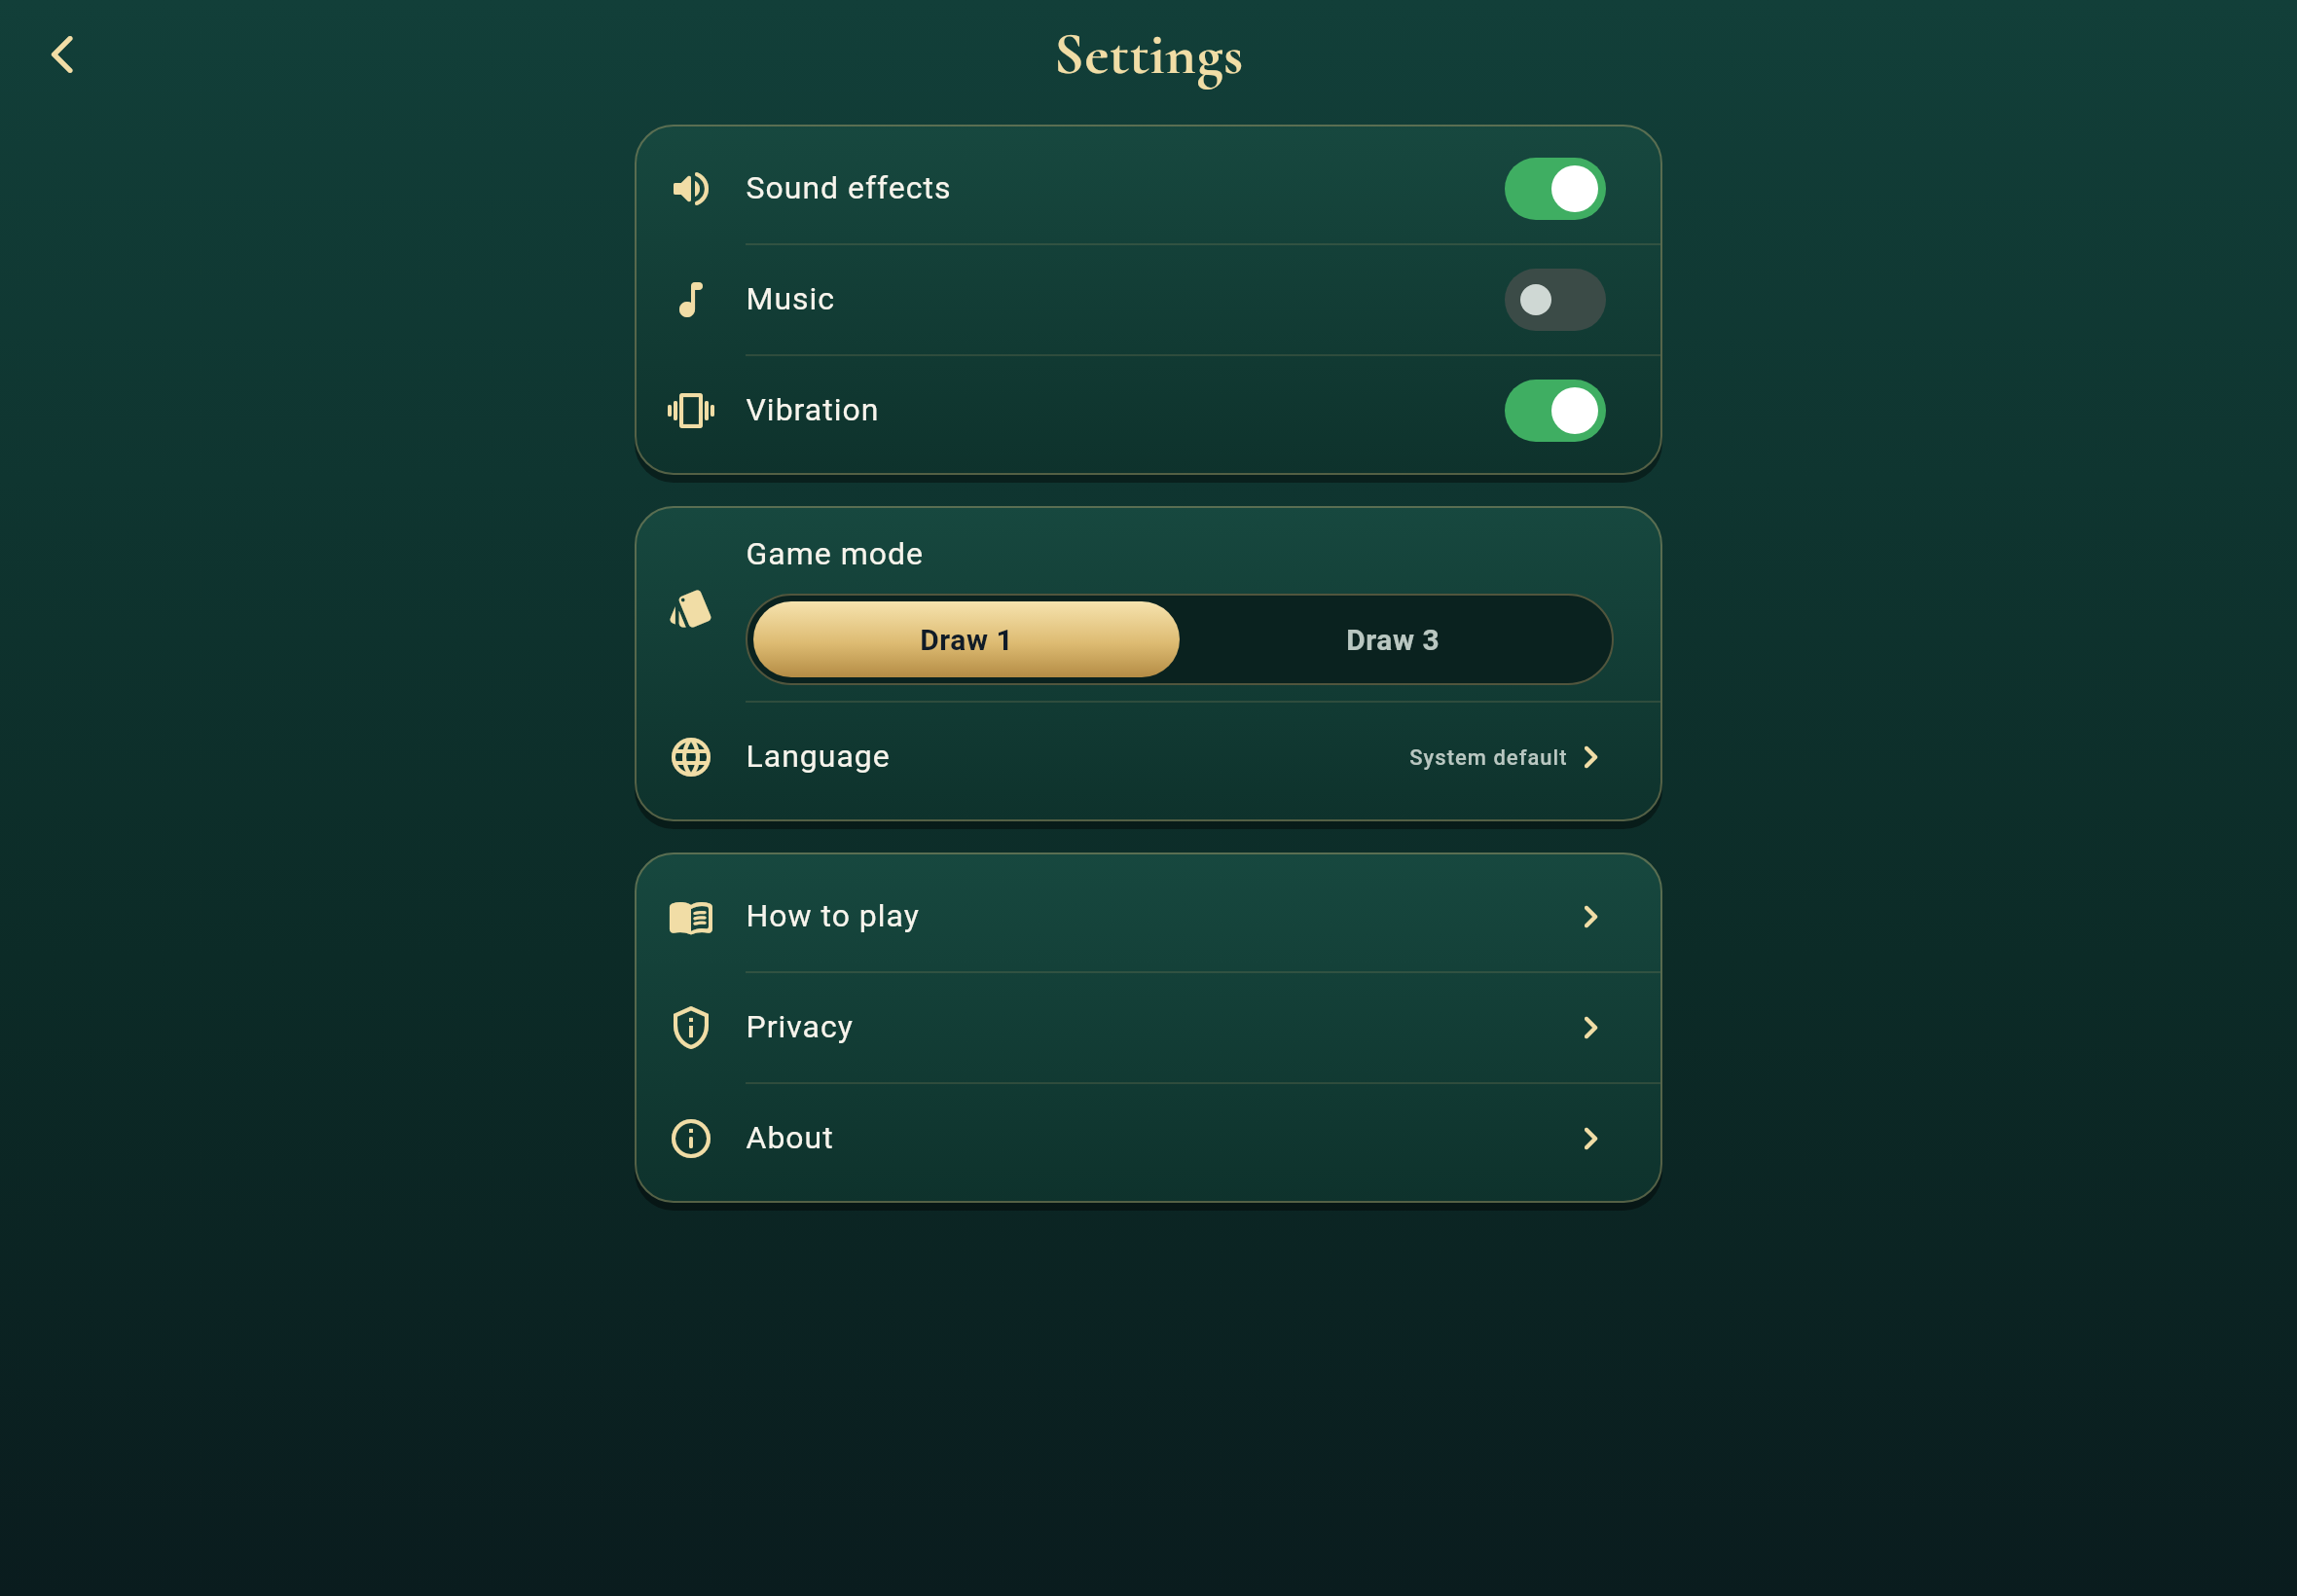 Settings
Sound effects
Music
Vibration
Game mode
Draw 1 Draw 3
Language System default
How to play
Privacy
About